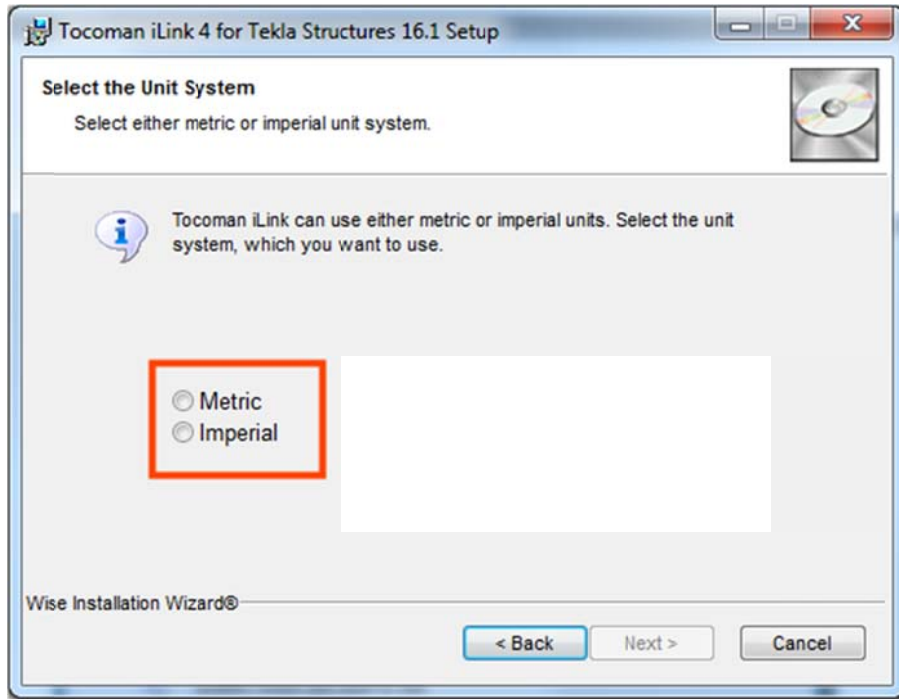 Tocoman iLink 4 for Tekla Structures 16.1 Setup
Select the Unit System
Select either metric or imperial unit system.
Tocoman iLink can use either metric or imperial units. Select the unit
system, which you want to use.
Metric
Imperial
Wise Installation Wizard®
< Back Next > Cancel